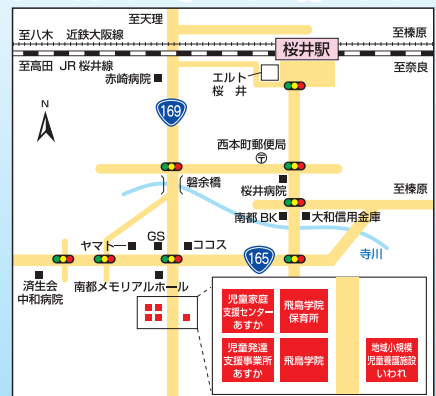 至天理
至八木 近鉄大阪線
桜井駅
至榛原
至高田 JR桜井線
至奈良
赤崎病院
エルト
桜 井
N
169
西本町郵便局
〒
磐余橋
桜井病院
至榛原
南都BK
大和信用金庫
GS
ヤマトー
ココス
165
寺川
済生会
中和病院
南都メモリアルホール
児童家庭
支援センター
あすか
飛鳥学院
保育所
児童発達
支援事業所
あすか
飛鳥学院
地域小規模
児童養護施設
いわれ